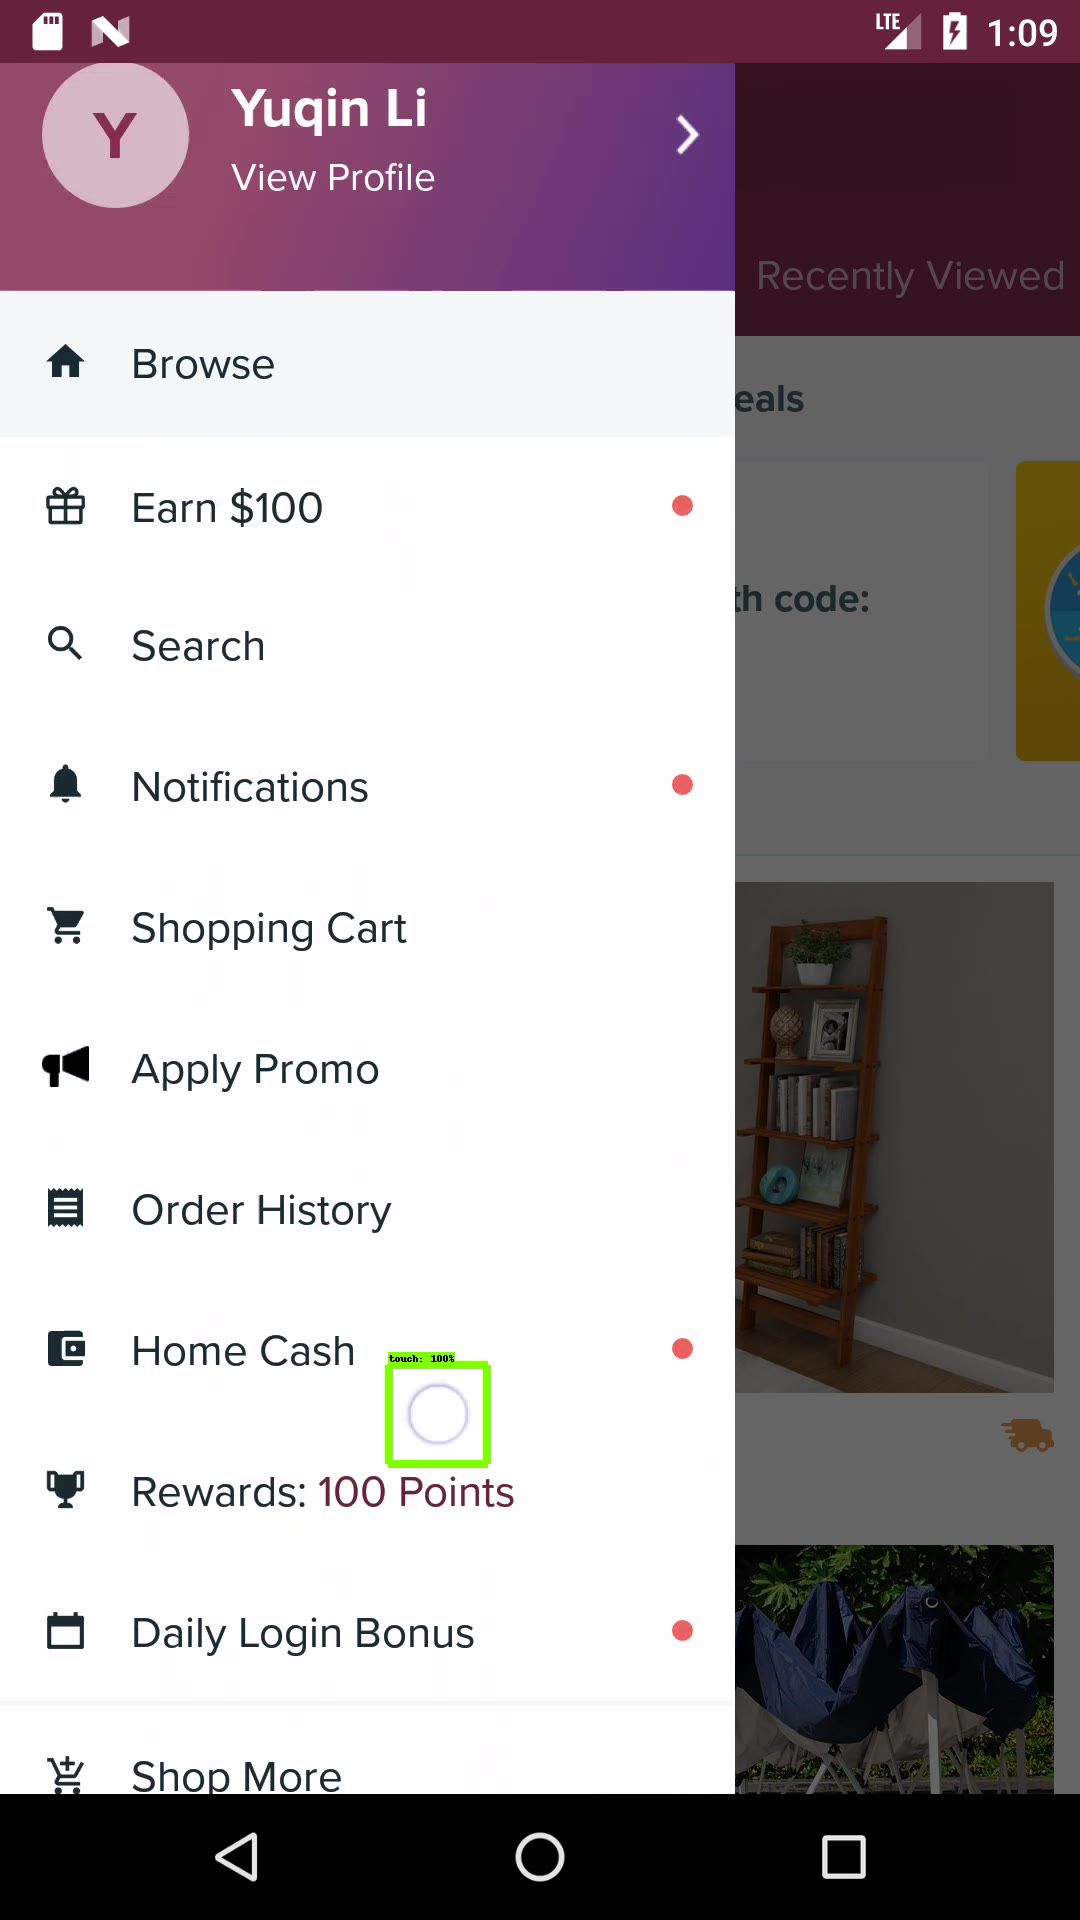 LTE 1:09
Y
Yuqin Li
View Profile
Recently Viewed
Browse
eals
Earn $100
th code:
Search
Notifications
Shopping Cart
Apply Promo
Order History
Home Cash
touch: 100%
Rewards: 100 Points
Daily Login Bonus
Shop More